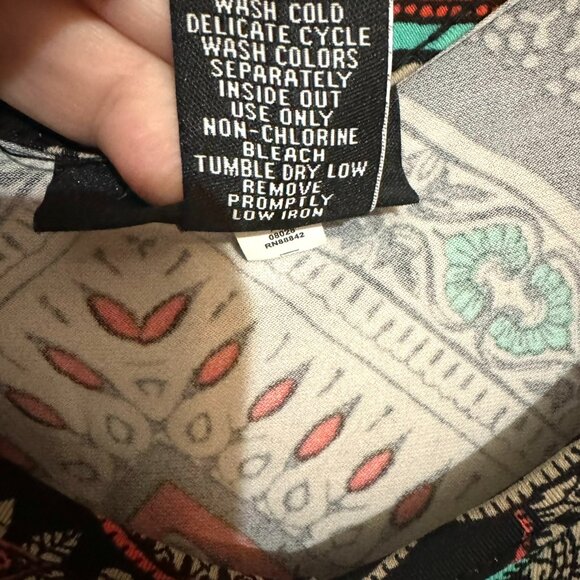 WASH COLD
DELICATE CYCLE
WASH COLORS
SEPARATELY
INSIDE OUT
USE ONLY
NON-CHLORINE
BLEACH
TUMBLE DRY LOW
REMOVE
PROMPTLY
LOW IRON
RN88842